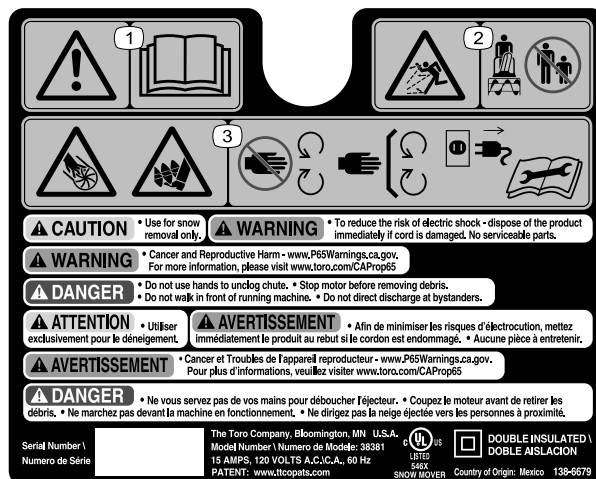 1
2
3
CAUTION
• Use for snow
removal only.
WARNING
• To reduce the risk of electric shock - dispose of the product
immediately if cord is damaged. No serviceable parts.
WARNING
• Cancer and Reproductive Harm - www.P65Warnings.ca.gov.
For more information, please visit www.toro.com/CAProp65
DANGER
• Do not use hands to unclog chute. • Stop motor before removing debris.
• Do not walk in front of running machine. • Do not direct discharge at bystanders.
ATTENTION • Utiliser
exclusivement pour le déneigement.
AVERTISSEMENT • Afin de minimiser les risques d'électrocution, mettez
immédiatement le produit au rebut si le cordon est endommagé. • Aucune pièce à entretenir.
AVERTISSEMENT
• Cancer et Troubles de l'appareil reproducteur - www.P65Warnings.ca.gov.
Pour plus d'informations, veuillez visiter www.toro.com/CAProp65
DANGER • Ne vous servez pas de vos mains pour déboucher l'éjecteur. • Coupez le moteur avant de retirer les
débris. • Ne marchez pas devant la machine en fonctionnement. • Ne dirigez pas la neige éjectée vers les personnes à proximité.
Serial Number \
Numero de Série
The Toro Company, Bloomington, MN U.S.A.
Model Number \ Numero de Modele: 38381
15 AMPS, 120 VOLTS A.C.\C.A., 60 Hz
PATENT: www.ttcopats.com
C UL US
LISTED
546X
SNOW MOVER
DOUBLE INSULATED \
DOBLE AISLACION
Country of Origin: Mexico 138-6679